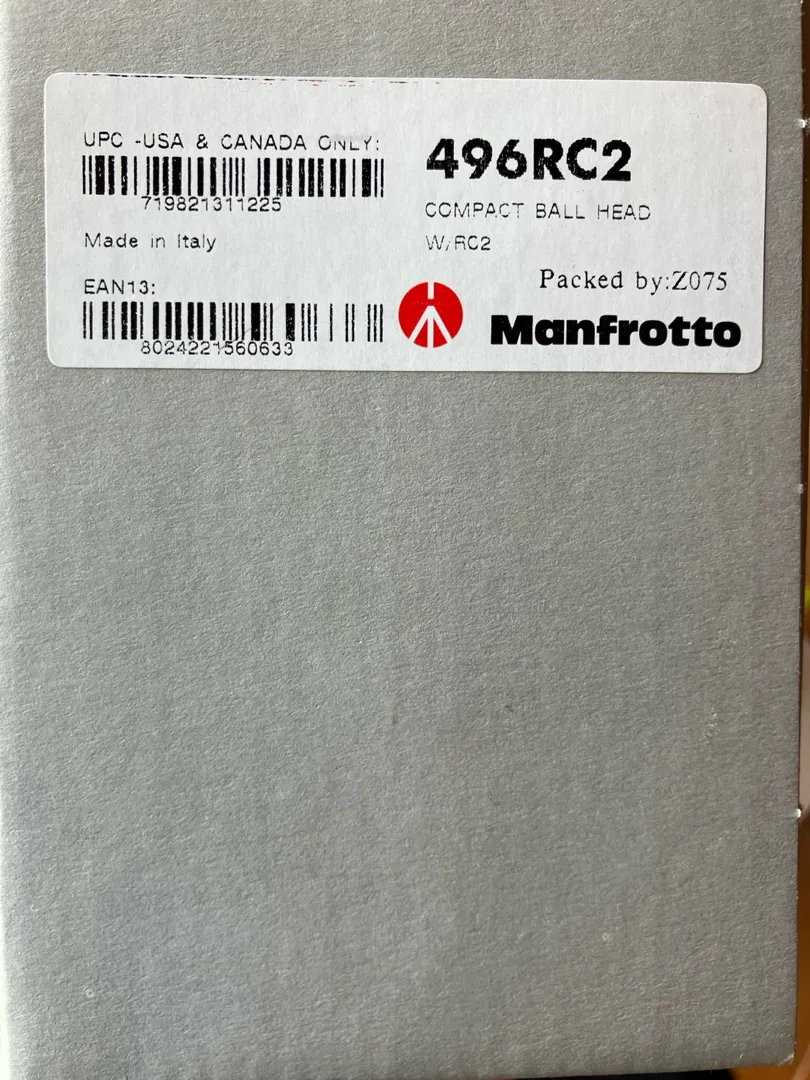 UPC -USA & CANADA ONLY:
719821311225
Made in Italy
EAN13:
8024221560633
496RC2
COMPACT BALL HEAD
W/RC2
Packed by:Z075
Manfrotto